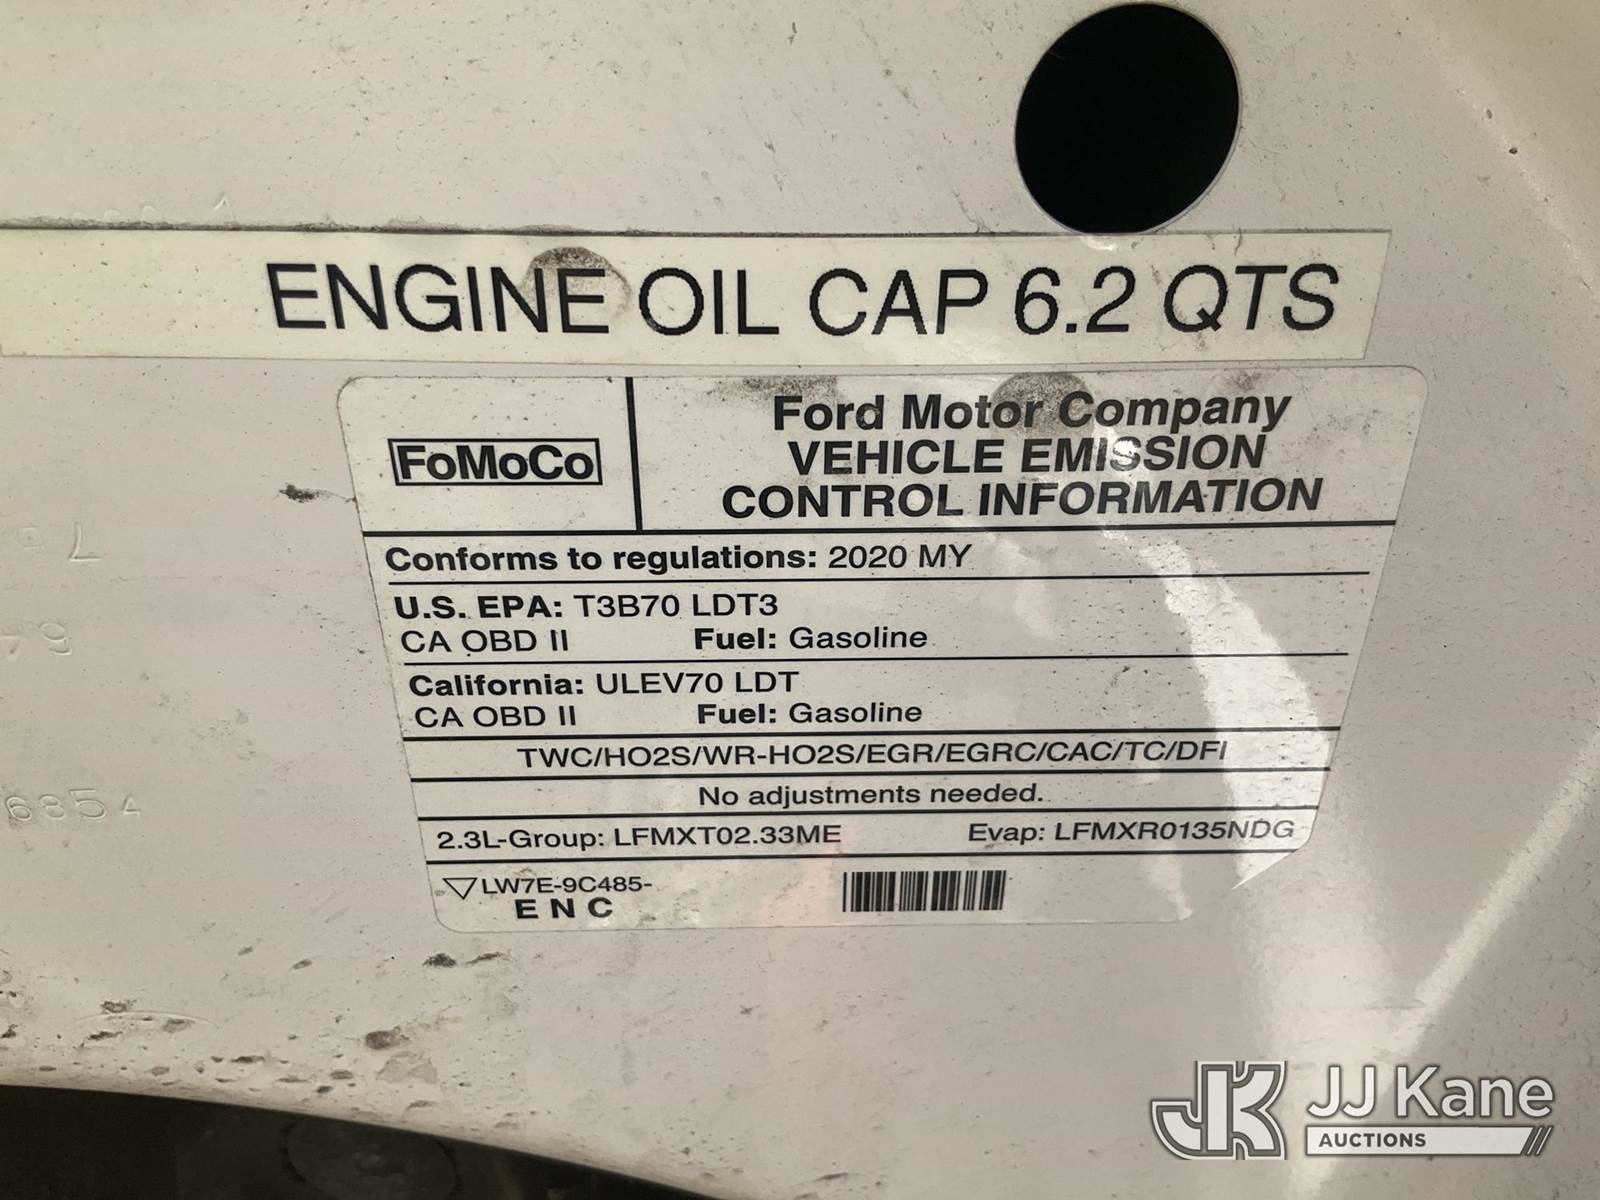 ENGINE OIL CAP 6.2 QTS
FoMoCo
Ford Motor Company
VEHICLE EMISSION
CONTROL INFORMATION
Conforms to regulations: 2020 MY
U.S. EPA: T3B70 LDT3
CA OBD II Fuel: Gasoline
California: ULEV70 LDT
CA OBD II Fuel: Gasoline
TWC/HO2S/WR-HO2S/EGR/EGRC/CAC/TC/DFI
No adjustments needed.
2.3L-Group: LFMXT02.33ME Evap: LFMXR0135NDG
LW7E-9C485-
E N C
685A
JK JJ Kane
AUCTIONS